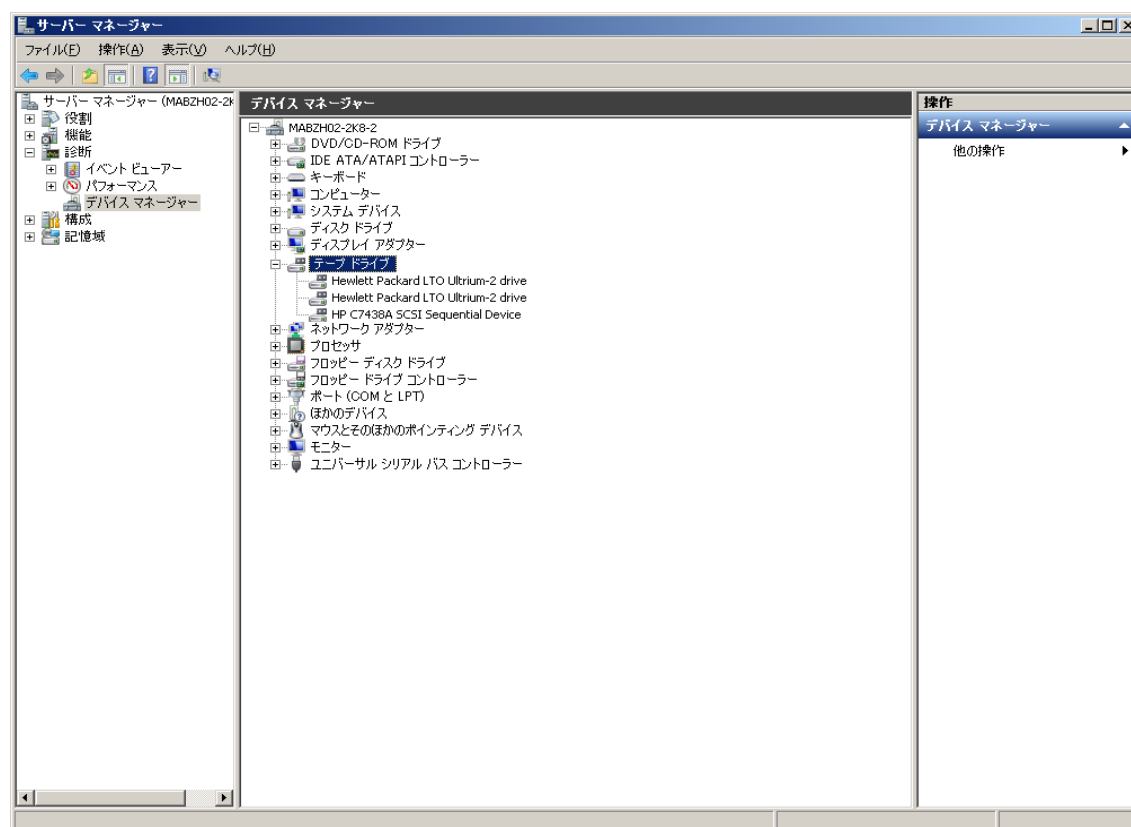 サーバー マネージャー
ファイル(F) 操作(A) 表示(V) ヘルプ(H)
サーバー マネージャー (MABZH02-2K
役割
機能
診断
イベント ビューアー
パフォーマンス
デバイス マネージャー
構成
記憶域
デバイス マネージャー
MABZH02-2K8-2
DVD/CD-ROM ドライブ
IDE ATA/ATAPI コントローラー
キーボード
コンピューター
システム デバイス
ディスク ドライブ
ディスプレイ アダプター
テープ ドライブ
Hewlett Packard LTO Ultrium-2 drive
Hewlett Packard LTO Ultrium-2 drive
HP C7438A SCSI Sequential Device
ネットワーク アダプター
プロセッサ
フロッピー ディスク ドライブ
フロッピー ドライブ コントローラー
ポート (COM と LPT)
ほかのデバイス
マウスとそのほかのポインティング デバイス
モニター
ユニバーサル シリアル バス コントローラー
操作
デバイス マネージャー
他の操作